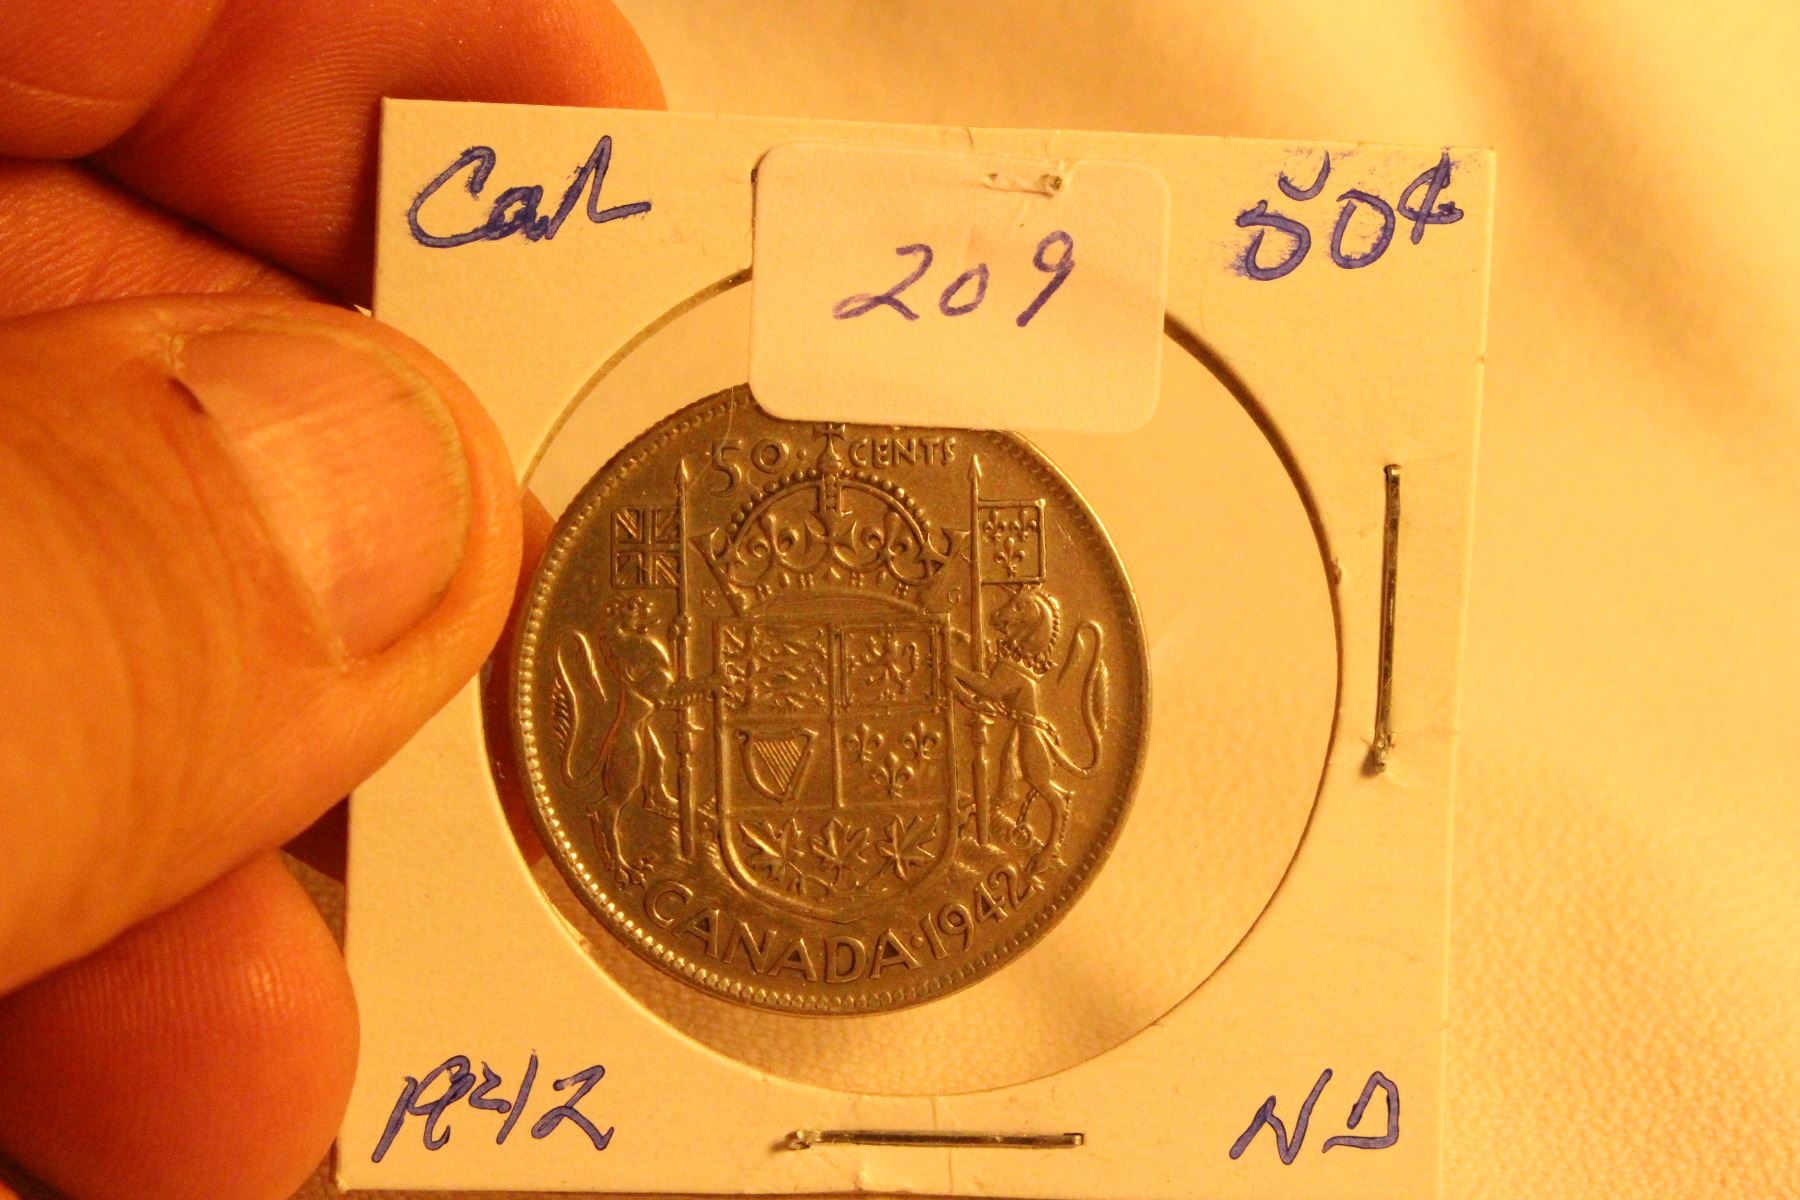 Can 50¢
209
50 · CENTS
K G
CANADA · 1942
1942 ND